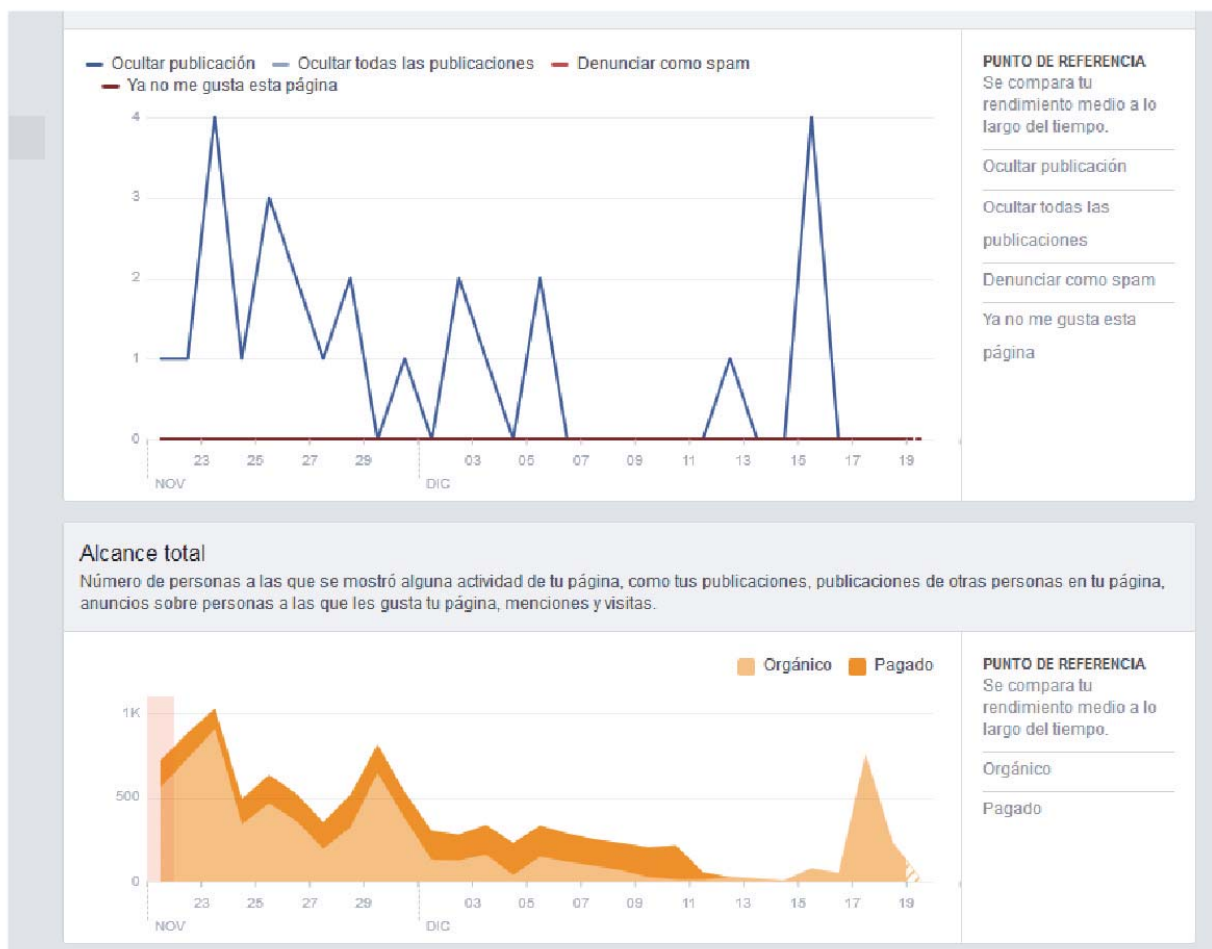 Ocultar publicación Ocultar todas las publicaciones Denunciar como spam
Ya no me gusta esta página
4
3
2
1
0
23 25 27 29 03 05 07 09 11 13 15 17 19
NOV DIC
PUNTO DE REFERENCIA
Se compara tu
rendimiento medio a lo
largo del tiempo.
Ocultar publicación
Ocultar todas las
publicaciones
Denunciar como spam
Ya no me gusta esta
página
Alcance total
Número de personas a las que se mostró alguna actividad de tu página, como tus publicaciones, publicaciones de otras personas en tu página,
anuncios sobre personas a las que les gusta tu página, menciones y visitas.
Orgánico Pagado
1K
500
0
23 25 27 29 03 05 07 09 11 13 15 17 19
NOV DIC
PUNTO DE REFERENCIA
Se compara tu
rendimiento medio a lo
largo del tiempo.
Orgánico
Pagado